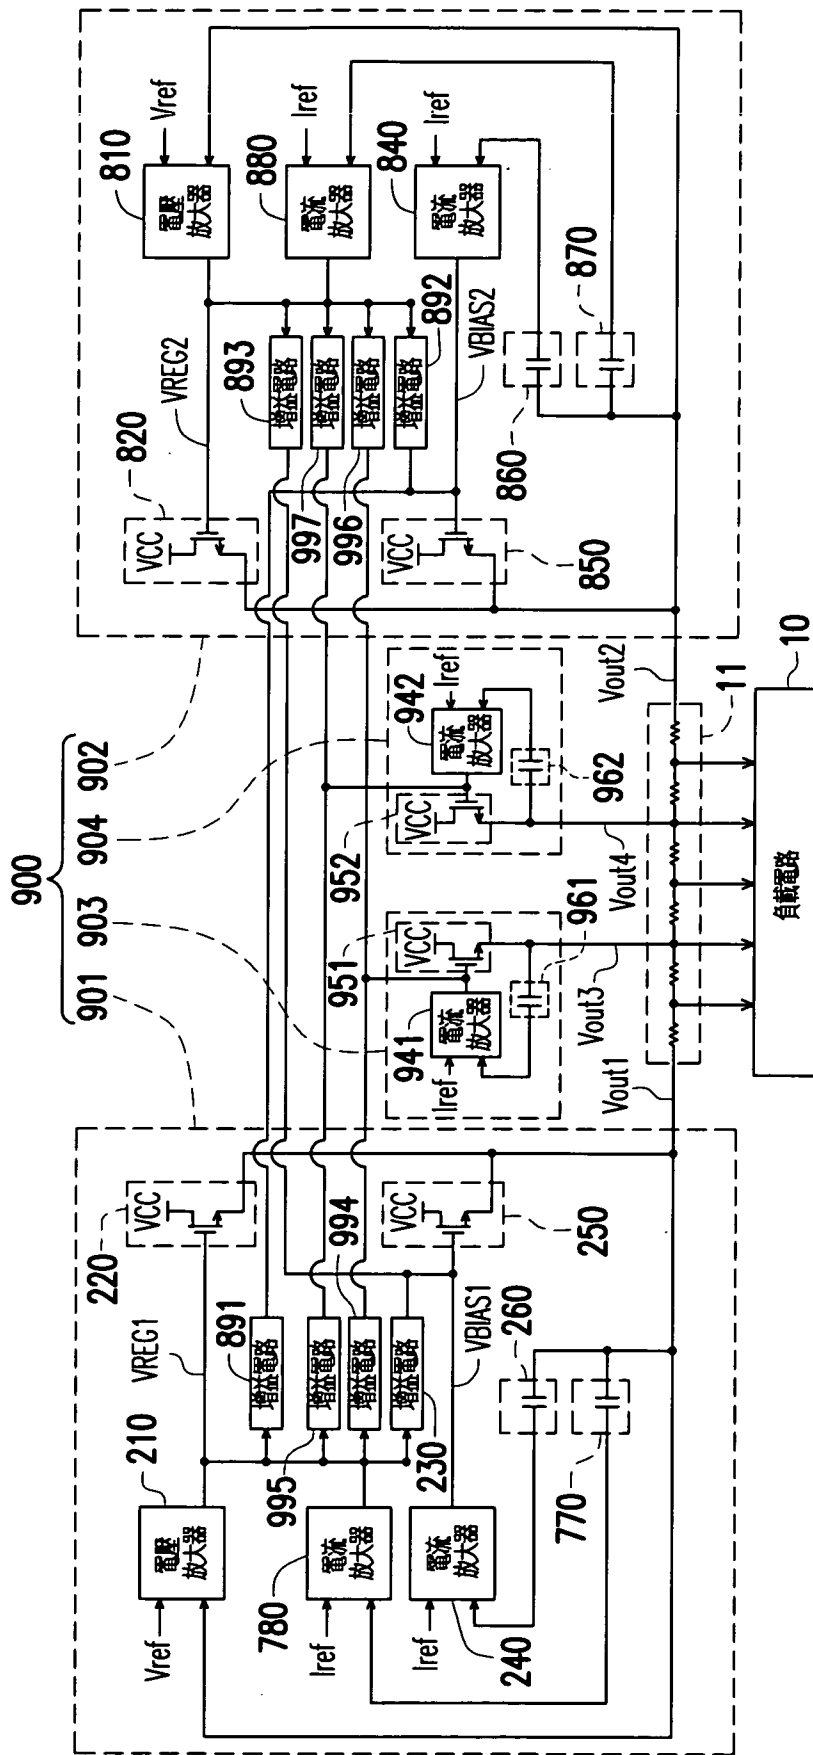 900
901
903
904
902
210
電壓
放大器
Vref
VREG1
220
VCC
891
增益電路
995
增益電路
994
增益電路
230
增益電路
780
電流
放大器
Iref
240
電流
放大器
Iref
VBIAS1
VCC
250
260
770
941
電流
放大器
Iref
951
VCC
961
Vout3
952
VCC
942
電流
放大器
Iref
962
Vout4
820
VCC
VREG2
810
電壓
放大器
Vref
893
增益電路
997
增益電路
996
增益電路
892
增益電路
880
電流
放大器
Iref
840
電流
放大器
Iref
VBIAS2
VCC
850
860
870
Vout1
Vout2
11
10
負載電路